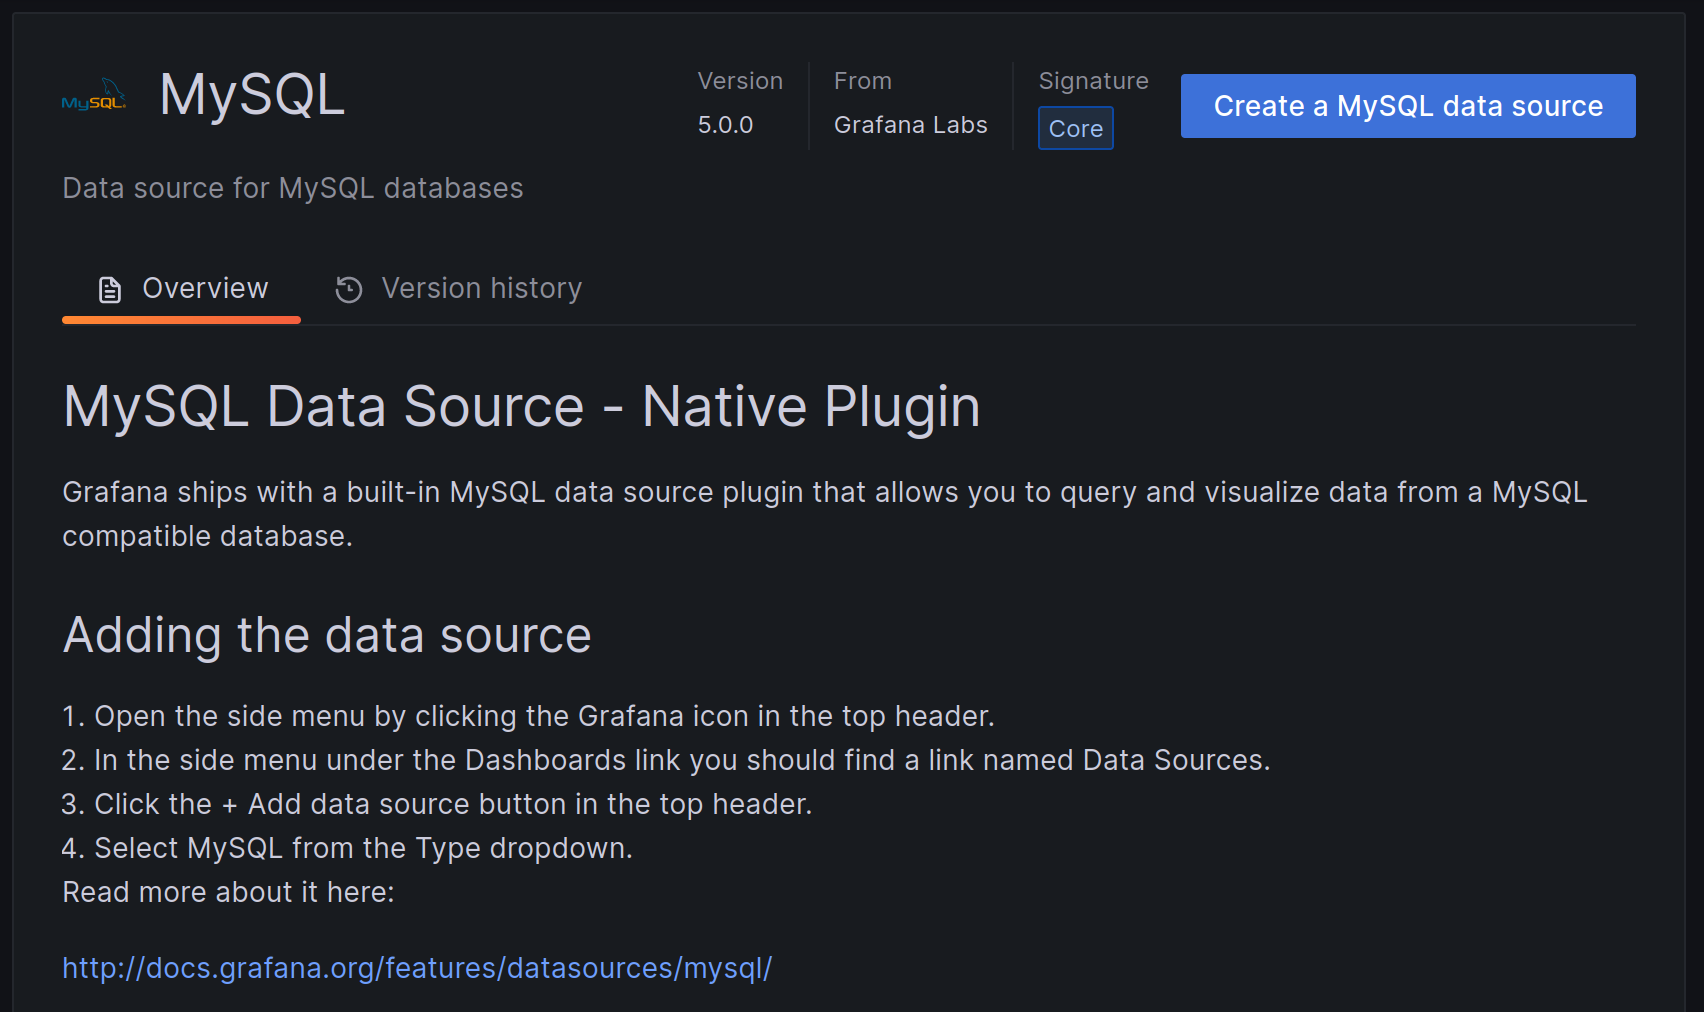 MySQL
MySQL
Version
5.0.0
From
Grafana Labs
Signature
Core
Create a MySQL data source
Data source for MySQL databases
Overview
Version history
MySQL Data Source - Native Plugin
Grafana ships with a built-in MySQL data source plugin that allows you to query and visualize data from a MySQL
compatible database.
Adding the data source
1. Open the side menu by clicking the Grafana icon in the top header.
2. In the side menu under the Dashboards link you should find a link named Data Sources.
3. Click the + Add data source button in the top header.
4. Select MySQL from the Type dropdown.
Read more about it here:
http://docs.grafana.org/features/datasources/mysql/